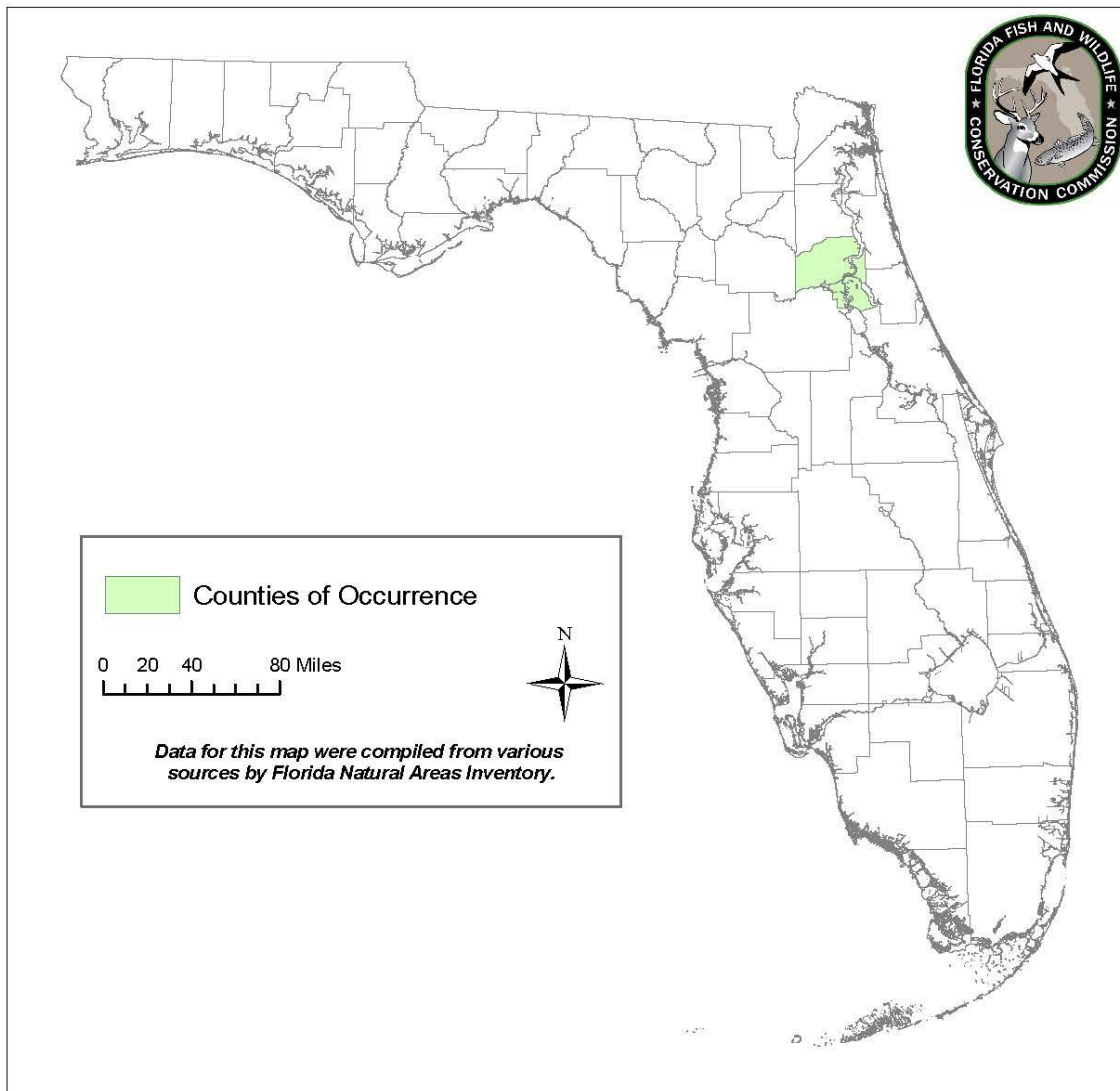 ★ FLORIDA FISH AND WILDLIFE ★
CONSERVATION COMMISSION
Counties of Occurrence
N
0 20 40 80 Miles
Data for this map were compiled from various
sources by Florida Natural Areas Inventory.